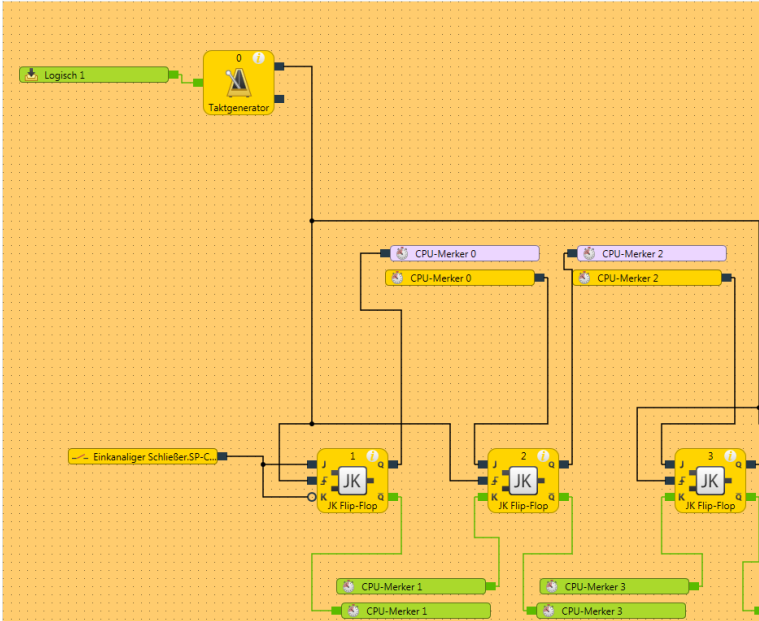 0
Logisch 1
Taktgenerator
CPU-Merker 0
CPU-Merker 2
CPU-Merker 0
CPU-Merker 2
Einkanaliger Schließer.SP-C...
1
J
Q
JK
K
Q
JK Flip-Flop
2
J
Q
JK
K
Q
JK Flip-Flop
3
J
Q
JK
K
Q
JK Flip-Flop
CPU-Merker 1
CPU-Merker 3
CPU-Merker 1
CPU-Merker 3